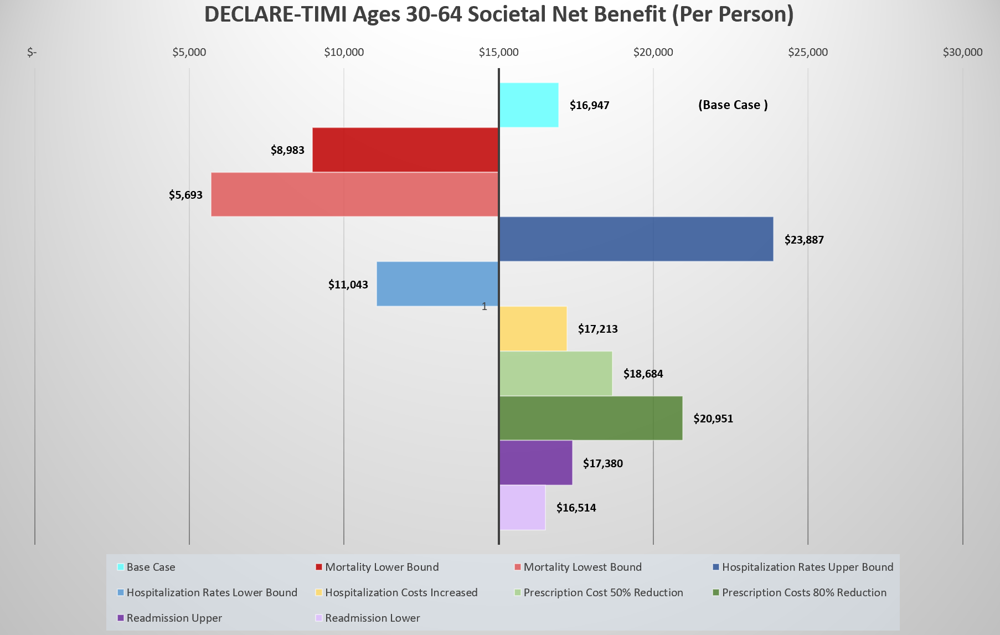 DECLARE-TIMI Ages 30-64 Societal Net Benefit (Per Person)
$- $5,000 $10,000 $15,000 $20,000 $25,000 $30,000
$16,947 (Base Case )
$8,983
$5,693
$23,887
$11,043
1
$17,213
$18,684
$20,951
$17,380
$16,514
Base Case Mortality Lower Bound Mortality Lowest Bound Hospitalization Rates Upper Bound
Hospitalization Rates Lower Bound Hospitalization Costs Increased Prescription Cost 50% Reduction Prescription Costs 80% Reduction
Readmission Upper Readmission Lower